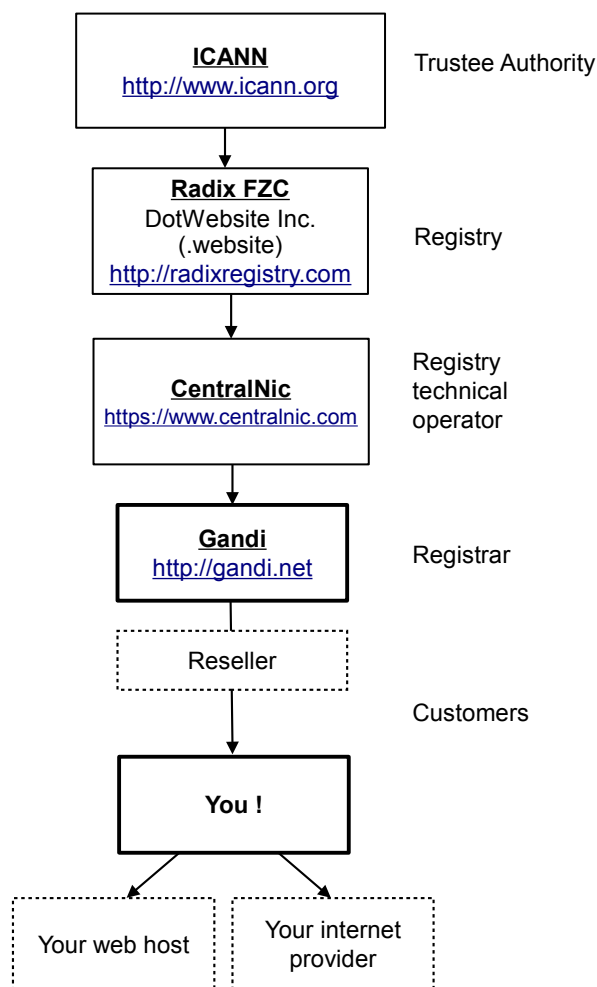 ICANN
http://www.icann.org
Trustee Authority
Radix FZC
DotWebsite Inc.
(.website)
http://radixregistry.com
Registry
CentralNic
https://www.centralnic.com
Registry
technical
operator
Gandi
http://gandi.net
Registrar
Reseller
Customers
You !
Your web host
Your internet
provider